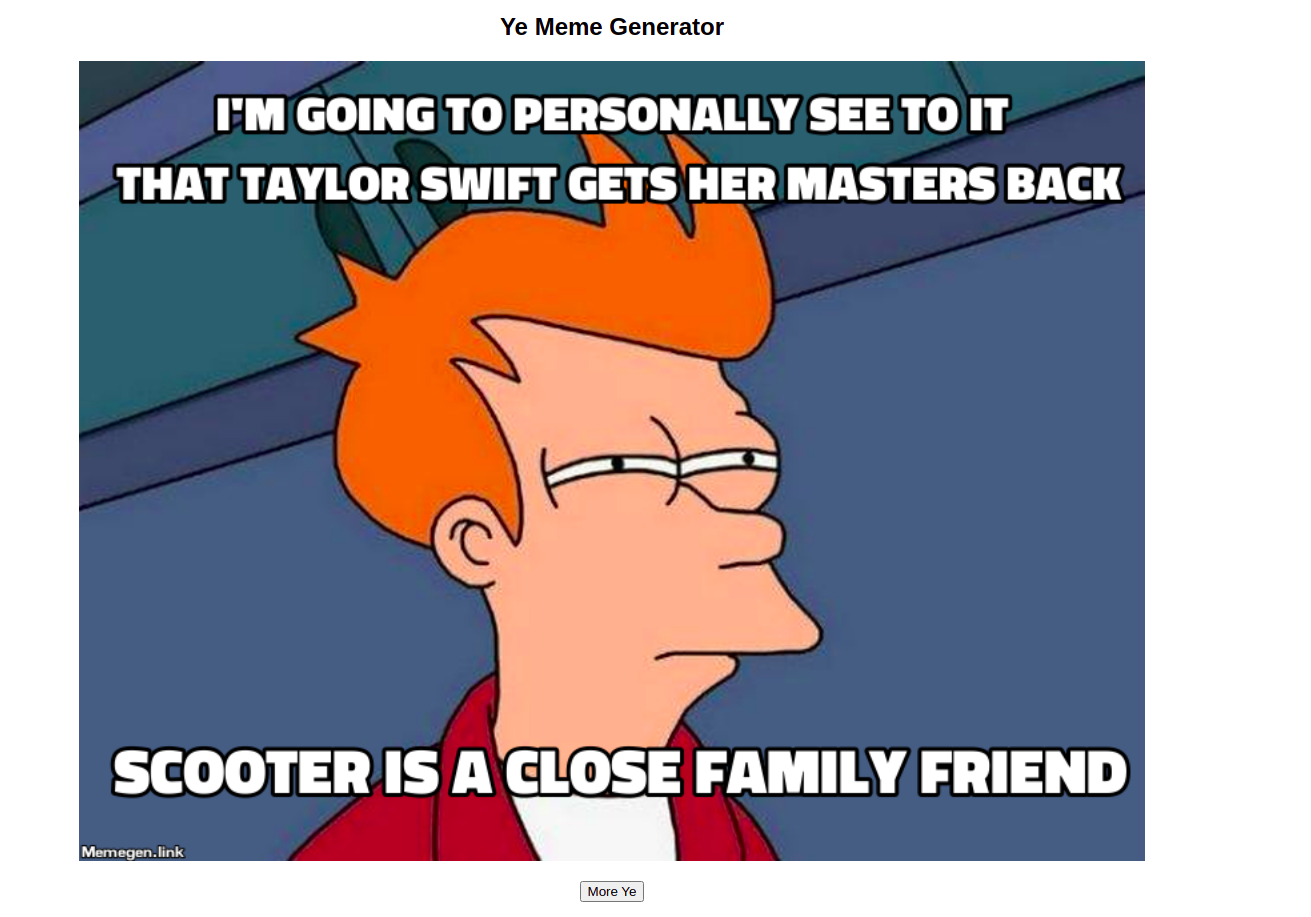 Ye Meme Generator
I'M GOING TO PERSONALLY SEE TO IT
THAT TAYLOR SWIFT GETS HER MASTERS BACK
SCOOTER IS A CLOSE FAMILY FRIEND
Memegen.link
More Ye